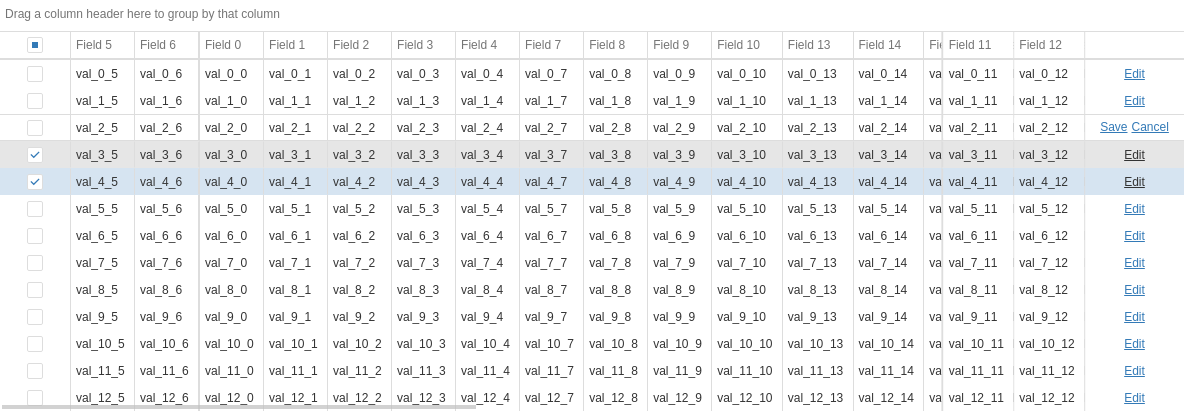 Drag a column header here to group by that column
Field 5 Field 6 Field 0 Field 1 Field 2 Field 3 Field 4 Field 7 Field 8 Field 9 Field 10 Field 13 Field 14 Fie Field 11 Field 12
val_0_5 val_0_6 val_0_0 val_0_1 val_0_2 val_0_3 val_0_4 val_0_7 val_0_8 val_0_9 val_0_10 val_0_13 val_0_14 va val_0_11 val_0_12 Edit
val_1_5 val_1_6 val_1_0 val_1_1 val_1_2 val_1_3 val_1_4 val_1_7 val_1_8 val_1_9 val_1_10 val_1_13 val_1_14 va val_1_11 val_1_12 Edit
val_2_5 val_2_6 val_2_0 val_2_1 val_2_2 val_2_3 val_2_4 val_2_7 val_2_8 val_2_9 val_2_10 val_2_13 val_2_14 va val_2_11 val_2_12 Save Cancel
val_3_5 val_3_6 val_3_0 val_3_1 val_3_2 val_3_3 val_3_4 val_3_7 val_3_8 val_3_9 val_3_10 val_3_13 val_3_14 va val_3_11 val_3_12 Edit
val_4_5 val_4_6 val_4_0 val_4_1 val_4_2 val_4_3 val_4_4 val_4_7 val_4_8 val_4_9 val_4_10 val_4_13 val_4_14 va val_4_11 val_4_12 Edit
val_5_5 val_5_6 val_5_0 val_5_1 val_5_2 val_5_3 val_5_4 val_5_7 val_5_8 val_5_9 val_5_10 val_5_13 val_5_14 va val_5_11 val_5_12 Edit
val_6_5 val_6_6 val_6_0 val_6_1 val_6_2 val_6_3 val_6_4 val_6_7 val_6_8 val_6_9 val_6_10 val_6_13 val_6_14 va val_6_11 val_6_12 Edit
val_7_5 val_7_6 val_7_0 val_7_1 val_7_2 val_7_3 val_7_4 val_7_7 val_7_8 val_7_9 val_7_10 val_7_13 val_7_14 va val_7_11 val_7_12 Edit
val_8_5 val_8_6 val_8_0 val_8_1 val_8_2 val_8_3 val_8_4 val_8_7 val_8_8 val_8_9 val_8_10 val_8_13 val_8_14 va val_8_11 val_8_12 Edit
val_9_5 val_9_6 val_9_0 val_9_1 val_9_2 val_9_3 val_9_4 val_9_7 val_9_8 val_9_9 val_9_10 val_9_13 val_9_14 va val_9_11 val_9_12 Edit
val_10_5 val_10_6 val_10_0 val_10_1 val_10_2 val_10_3 val_10_4 val_10_7 val_10_8 val_10_9 val_10_10 val_10_13 val_10_14 va val_10_11 val_10_12 Edit
val_11_5 val_11_6 val_11_0 val_11_1 val_11_2 val_11_3 val_11_4 val_11_7 val_11_8 val_11_9 val_11_10 val_11_13 val_11_14 va val_11_11 val_11_12 Edit
val_12_5 val_12_6 val_12_0 val_12_1 val_12_2 val_12_3 val_12_4 val_12_7 val_12_8 val_12_9 val_12_10 val_12_13 val_12_14 va val_12_11 val_12_12 Edit